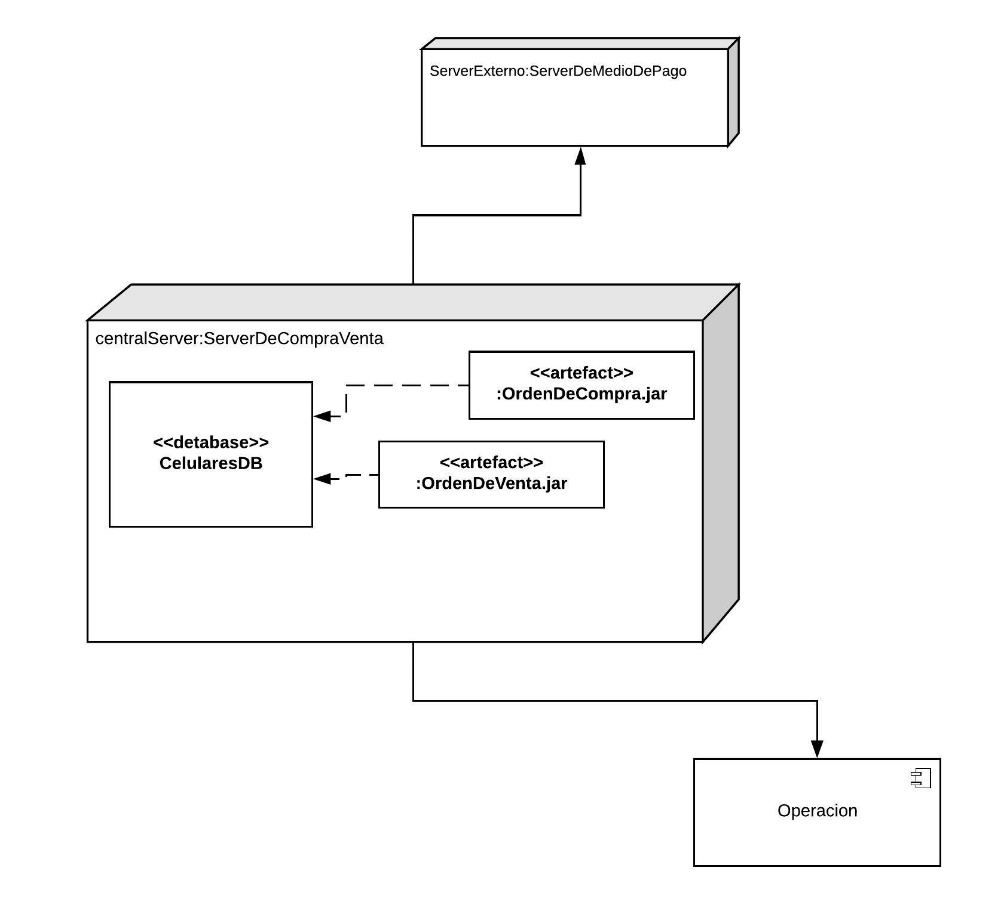 ServerExterno:ServerDeMedioDePago
centralServer:ServerDeCompraVenta
<<artefact>>
:OrdenDeCompra.jar
<<detabase>>
CelularesDB
<<artefact>>
:OrdenDeVenta.jar
Operacion